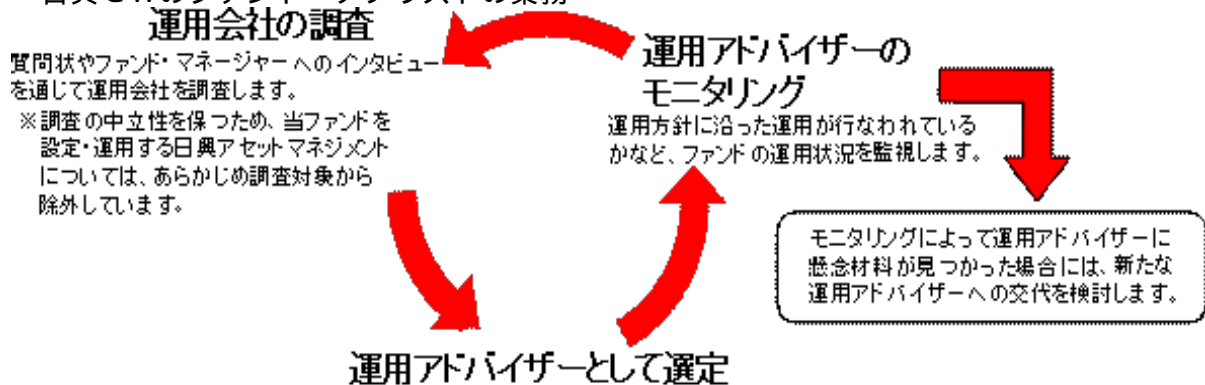 運用会社の調査
質問状やファンド・マネージャーへのインタビュー
を通じて運用会社を調査します。
※調査の中立性を保つため、当ファンドを
設定・運用する日興アセットマネジメント
については、あらかじめ調査対象から
除外しています。
運用アドバイザーの
モニタリング
運用方針に沿った運用が行なわれている
かなど、ファンドの運用状況を監視します。
モニタリングによって運用アドバイザーに
懸念材料が見つかった場合には、新たな
運用アドバイザーへの交代を検討します。
運用アドバイザーとして選定